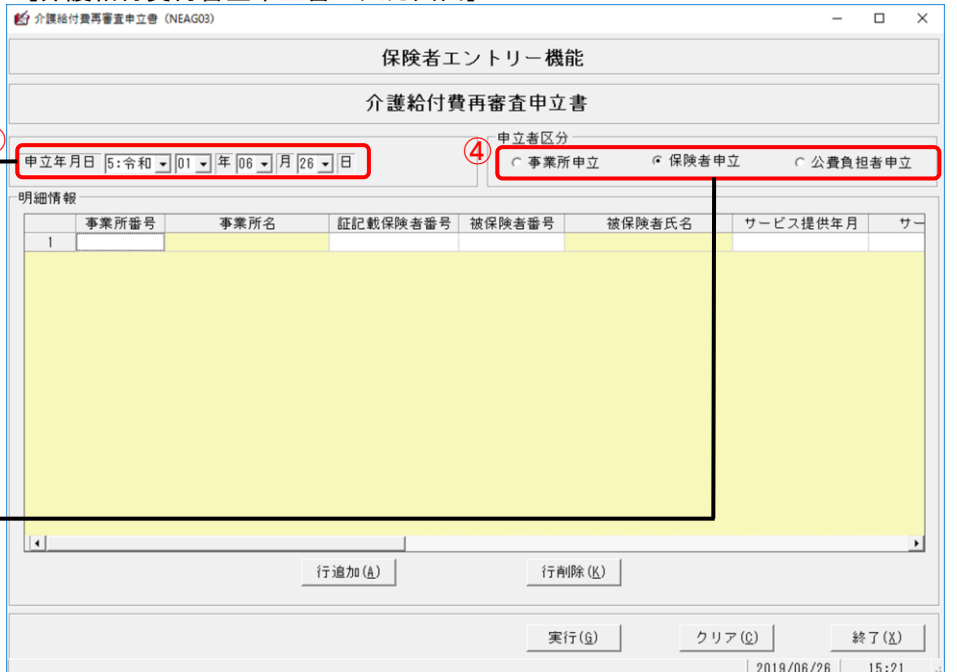 介護給付費再審査申立書 (NEAG03)
保険者エントリー機能
介護給付費再審査申立書
申立者区分
④
申立年月日 5:令和 01 年 06 月 26 日
事業所申立 保険者申立 公費負担者申立
明細情報
事業所番号 事業所名 証記載保険者番号 被保険者番号 被保険者氏名 サービス提供年月 サー
1
行追加(A) 行削除(K)
実行(G) クリア(C) 終了(X)
2019/06/26 15:21